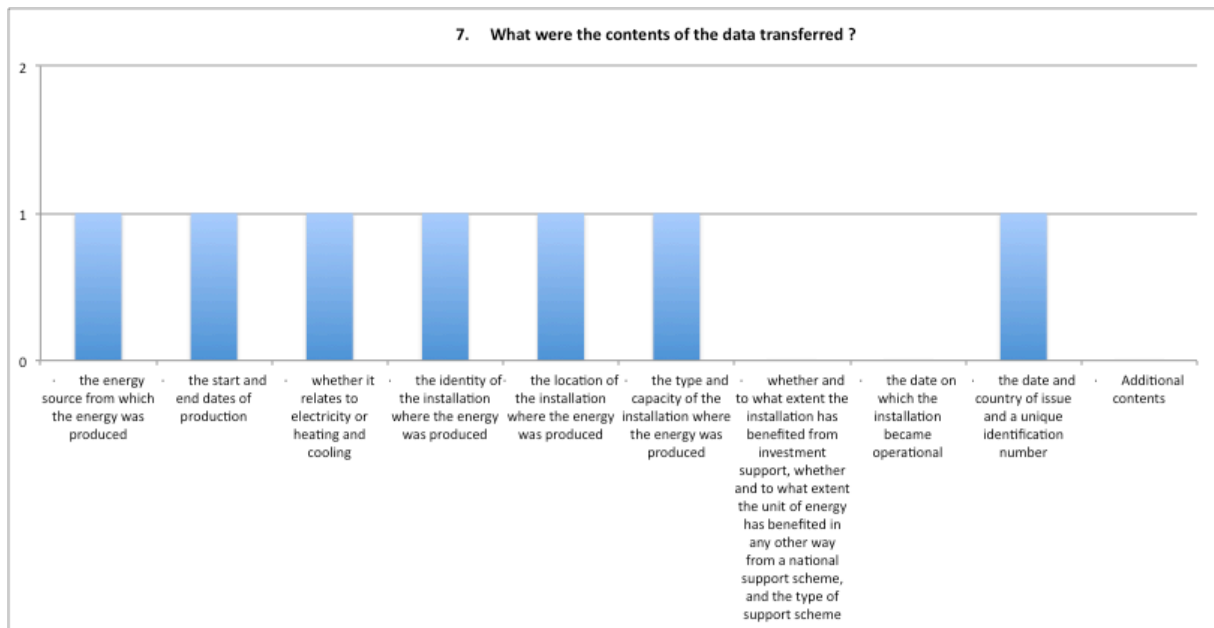 7. What were the contents of the data transferred ?
2
1
0
· the energy
source from which
the energy was
produced
· the start and
end dates of
production
· whether it
relates to
electricity or
heating and
cooling
· the identity of
the installation
where the energy
was produced
· the location of
the installation
where the energy
was produced
· the type and
capacity of the
installation where
the energy was
produced
· whether and
to what extent the
installation has
benefited from
investment
support, whether
and to what extent
the unit of energy
has benefited in
any other way
from a national
support scheme,
and the type of
support scheme
· the date on
which the
installation
became
operational
· the date and
country of issue
and a unique
identification
number
· Additional
contents